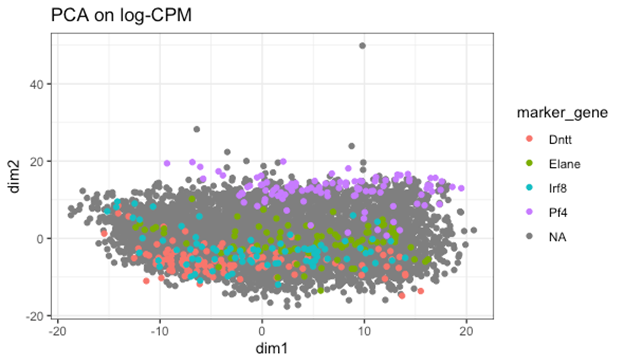 PCA on log-CPM
dim2
40
20
0
-20
-20
-10
0
10
20
dim1
marker_gene
Dntt
Elane
Irf8
Pf4
NA